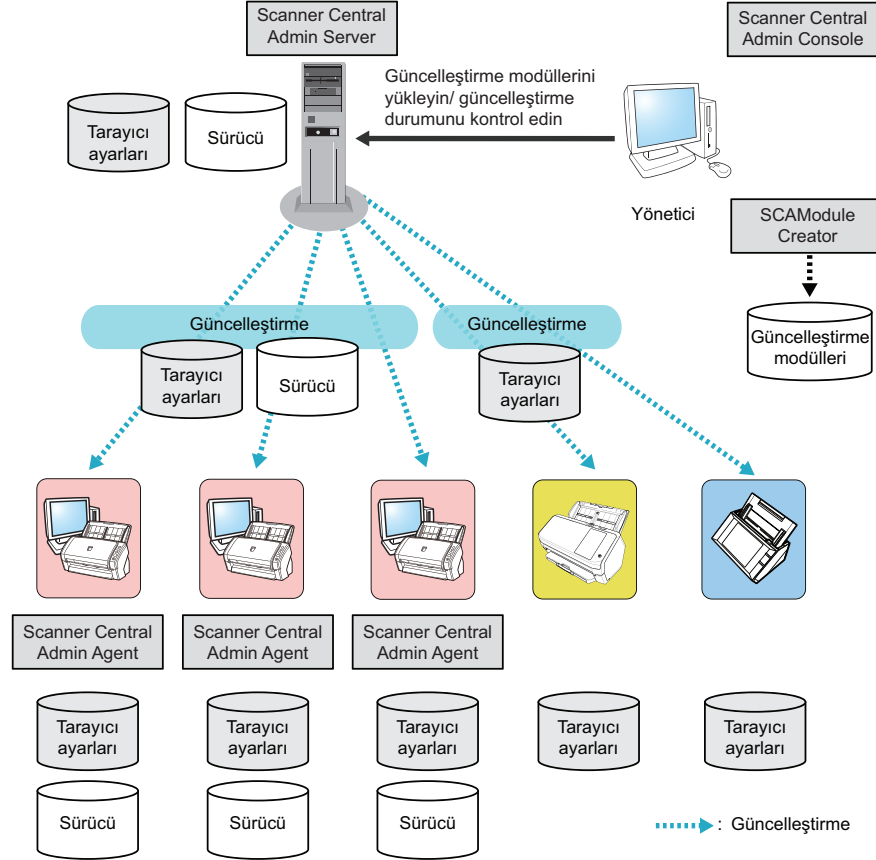 Scanner Central
Admin Server
Scanner Central
Admin Console
Güncelleştirme modüllerini
yükleyin/ güncelleştirme
durumunu kontrol edin
Tarayıcı
ayarları
Sürücü
Yönetici
SCAModule
Creator
Güncelleştirme
modülleri
Güncelleştirme
Tarayıcı
ayarları
Sürücü
Güncelleştirme
Tarayıcı
ayarları
Scanner Central
Admin Agent
Scanner Central
Admin Agent
Scanner Central
Admin Agent
Tarayıcı
ayarları
Tarayıcı
ayarları
Tarayıcı
ayarları
Tarayıcı
ayarları
Tarayıcı
ayarları
Sürücü
Sürücü
Sürücü
: Güncelleştirme